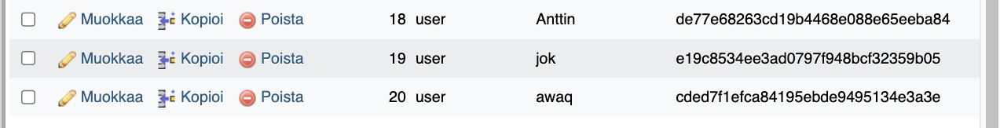 Muokkaa Kopioi Poista 18 user Anttin de77e68263cd19b4468e088e65eeba84
Muokkaa Kopioi Poista 19 user jok e19c8534ee3ad0797f948bcf32359b05
Muokkaa Kopioi Poista 20 user awaq cded7f1efca84195ebde9495134e3a3e